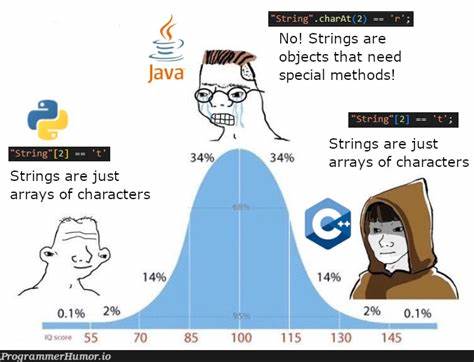 "String".charAt(2) == 'r';
No! Strings are
objects that need
special methods!
Java
"String"[2] == 't';
Strings are just
arrays of characters
"String"[2] == 't'
Strings are just
arrays of characters
C++
34% 34%
68%
14% 14%
0.1% 2% 95% 2% 0.1%
IQ score 55 70 85 100 115 130 145
ProgrammerHumor.io